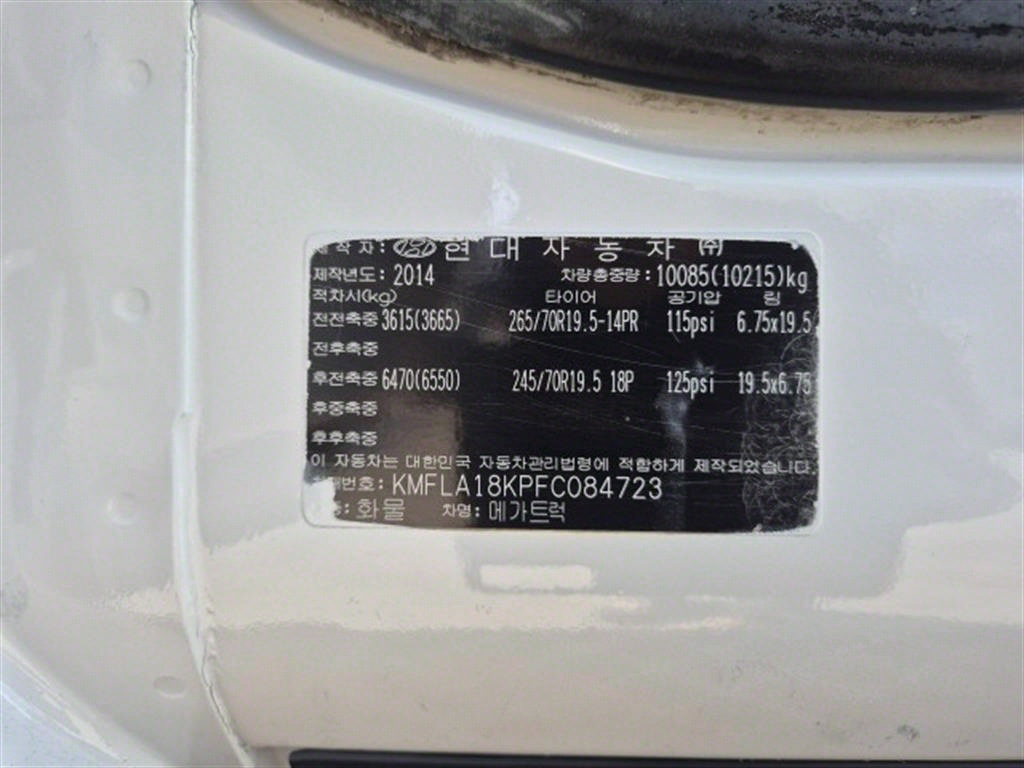 제작자: 현대자동차㈜
제작년도: 2014 차량총중량: 10085(10215)kg
적차시(kg) 타이어 공기압 림
전전축중 3615(3665) 265/70R19.5-14PR 115psi 6.75x19.5
전후축중
후전축중 6470(6550) 245/70R19.5 18P 125psi 19.5x6.75
후중축중
후후축중
이 자동차는 대한민국 자동차관리법령에 적합하게 제작되었습니다.
: KMFLA18KPFC084723
: 화물 차명: 메가트럭